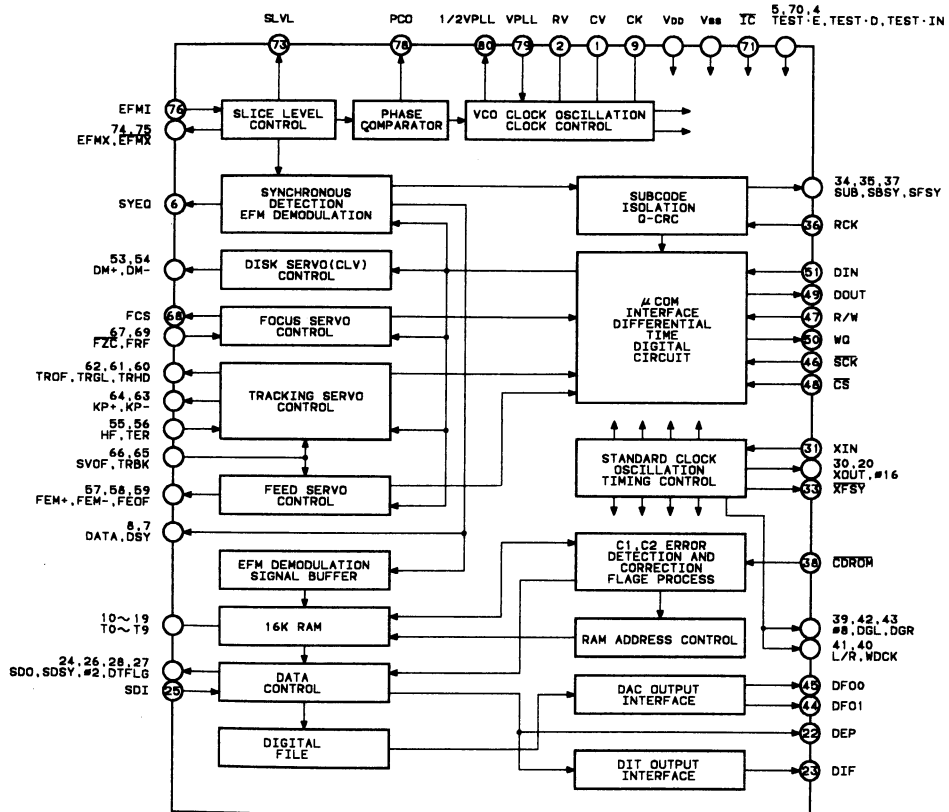 SLVL PCO 1/2VPLL VPLL RV CV CK VDD VSS IC 5,70,4
TEST·E,TEST·D,TEST·IN
73 78 80 79 2 1 9 71
EFMI 76
74,75
EFMX,EFMX
SLICE LEVEL
CONTROL
PHASE
COMPARATOR
VCO CLOCK OSCILLATION
CLOCK CONTROL
SYEQ 6
SYNCHRONOUS
DETECTION
EFM DEMODULATION
SUBCODE
ISOLATION
Q-CRC
34,35,37
SUB,SBSY,SFSY
36 RCK
53,54
DM+,DM-
DISK SERVO(CLV)
CONTROL
μCOM
INTERFACE
DIFFERENTIAL
TIME
DIGITAL
CIRCUIT
51 DIN
49 DOUT
47 R/W
50 WQ
46 SCK
48 CS
FCS 68
67,69
FZC,FRF
FOCUS SERVO
CONTROL
62,61,60
TROF,TRGL,TRHD
64,63
KP+,KP-
55,56
HF,TER
TRACKING SERVO
CONTROL
66,65
SVOF,TRBK
57,58,59
FEM+,FEM-,FEOF
FEED SERVO
CONTROL
STANDARD CLOCK
OSCILLATION
TIMING CONTROL
31 XIN
30,20
XOUT,#16
33 XFSY
8,7
DATA,DSY
EFM DEMODULATION
SIGNAL BUFFER
C1,C2 ERROR
DETECTION AND
CORRECTION
FLAGE PROCESS
38 CDROM
10~19
T0~T9
16K RAM
RAM ADDRESS CONTROL
39,42,43
#8,DGL,DGR
41,40
L/R,WDCK
24,26,28,27
SDO,SDSY,#2,DTFLG
SDI 25
DATA
CONTROL
DAC OUTPUT
INTERFACE
45 DFO0
44 DFO1
22 DEP
DIGITAL
FILE
DIT OUTPUT
INTERFACE
23 DIF